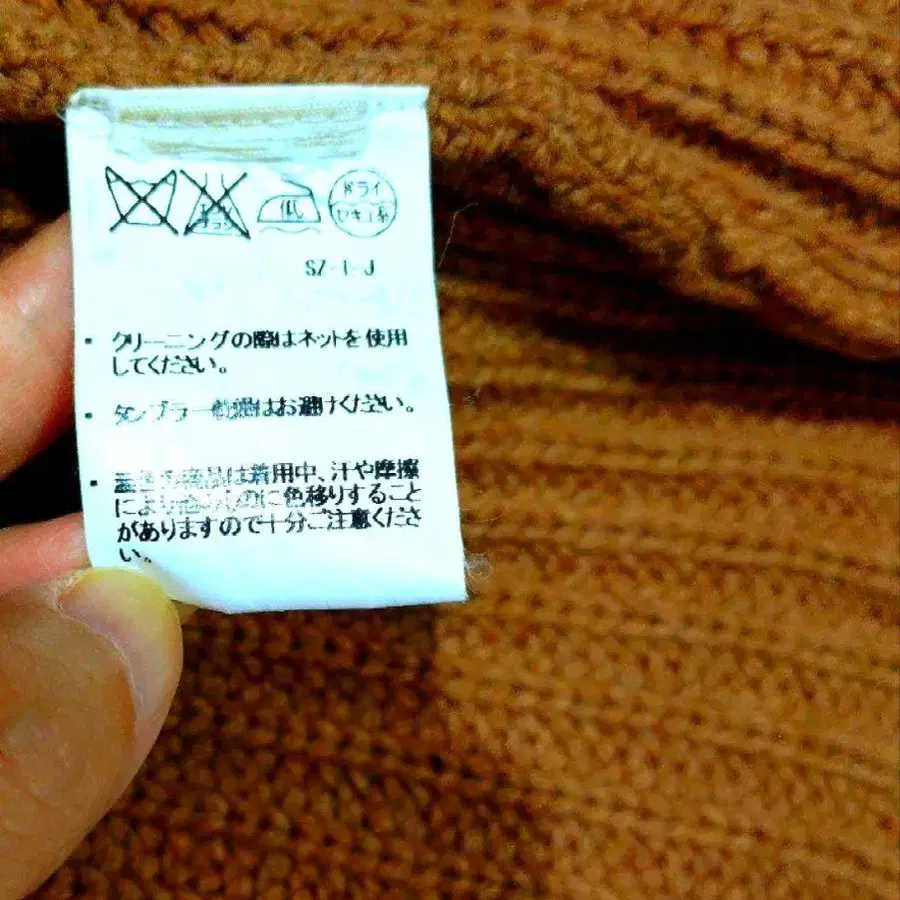 低 ドライ
セキユ系
SZ-I-J
・クリーニングの際はネットを使用
してください。
・タンブラー乾燥はお避けください。
・商品は着用中、汗や摩擦
により他のものに色移りすること
がありますので十分ご注意くださ
い。